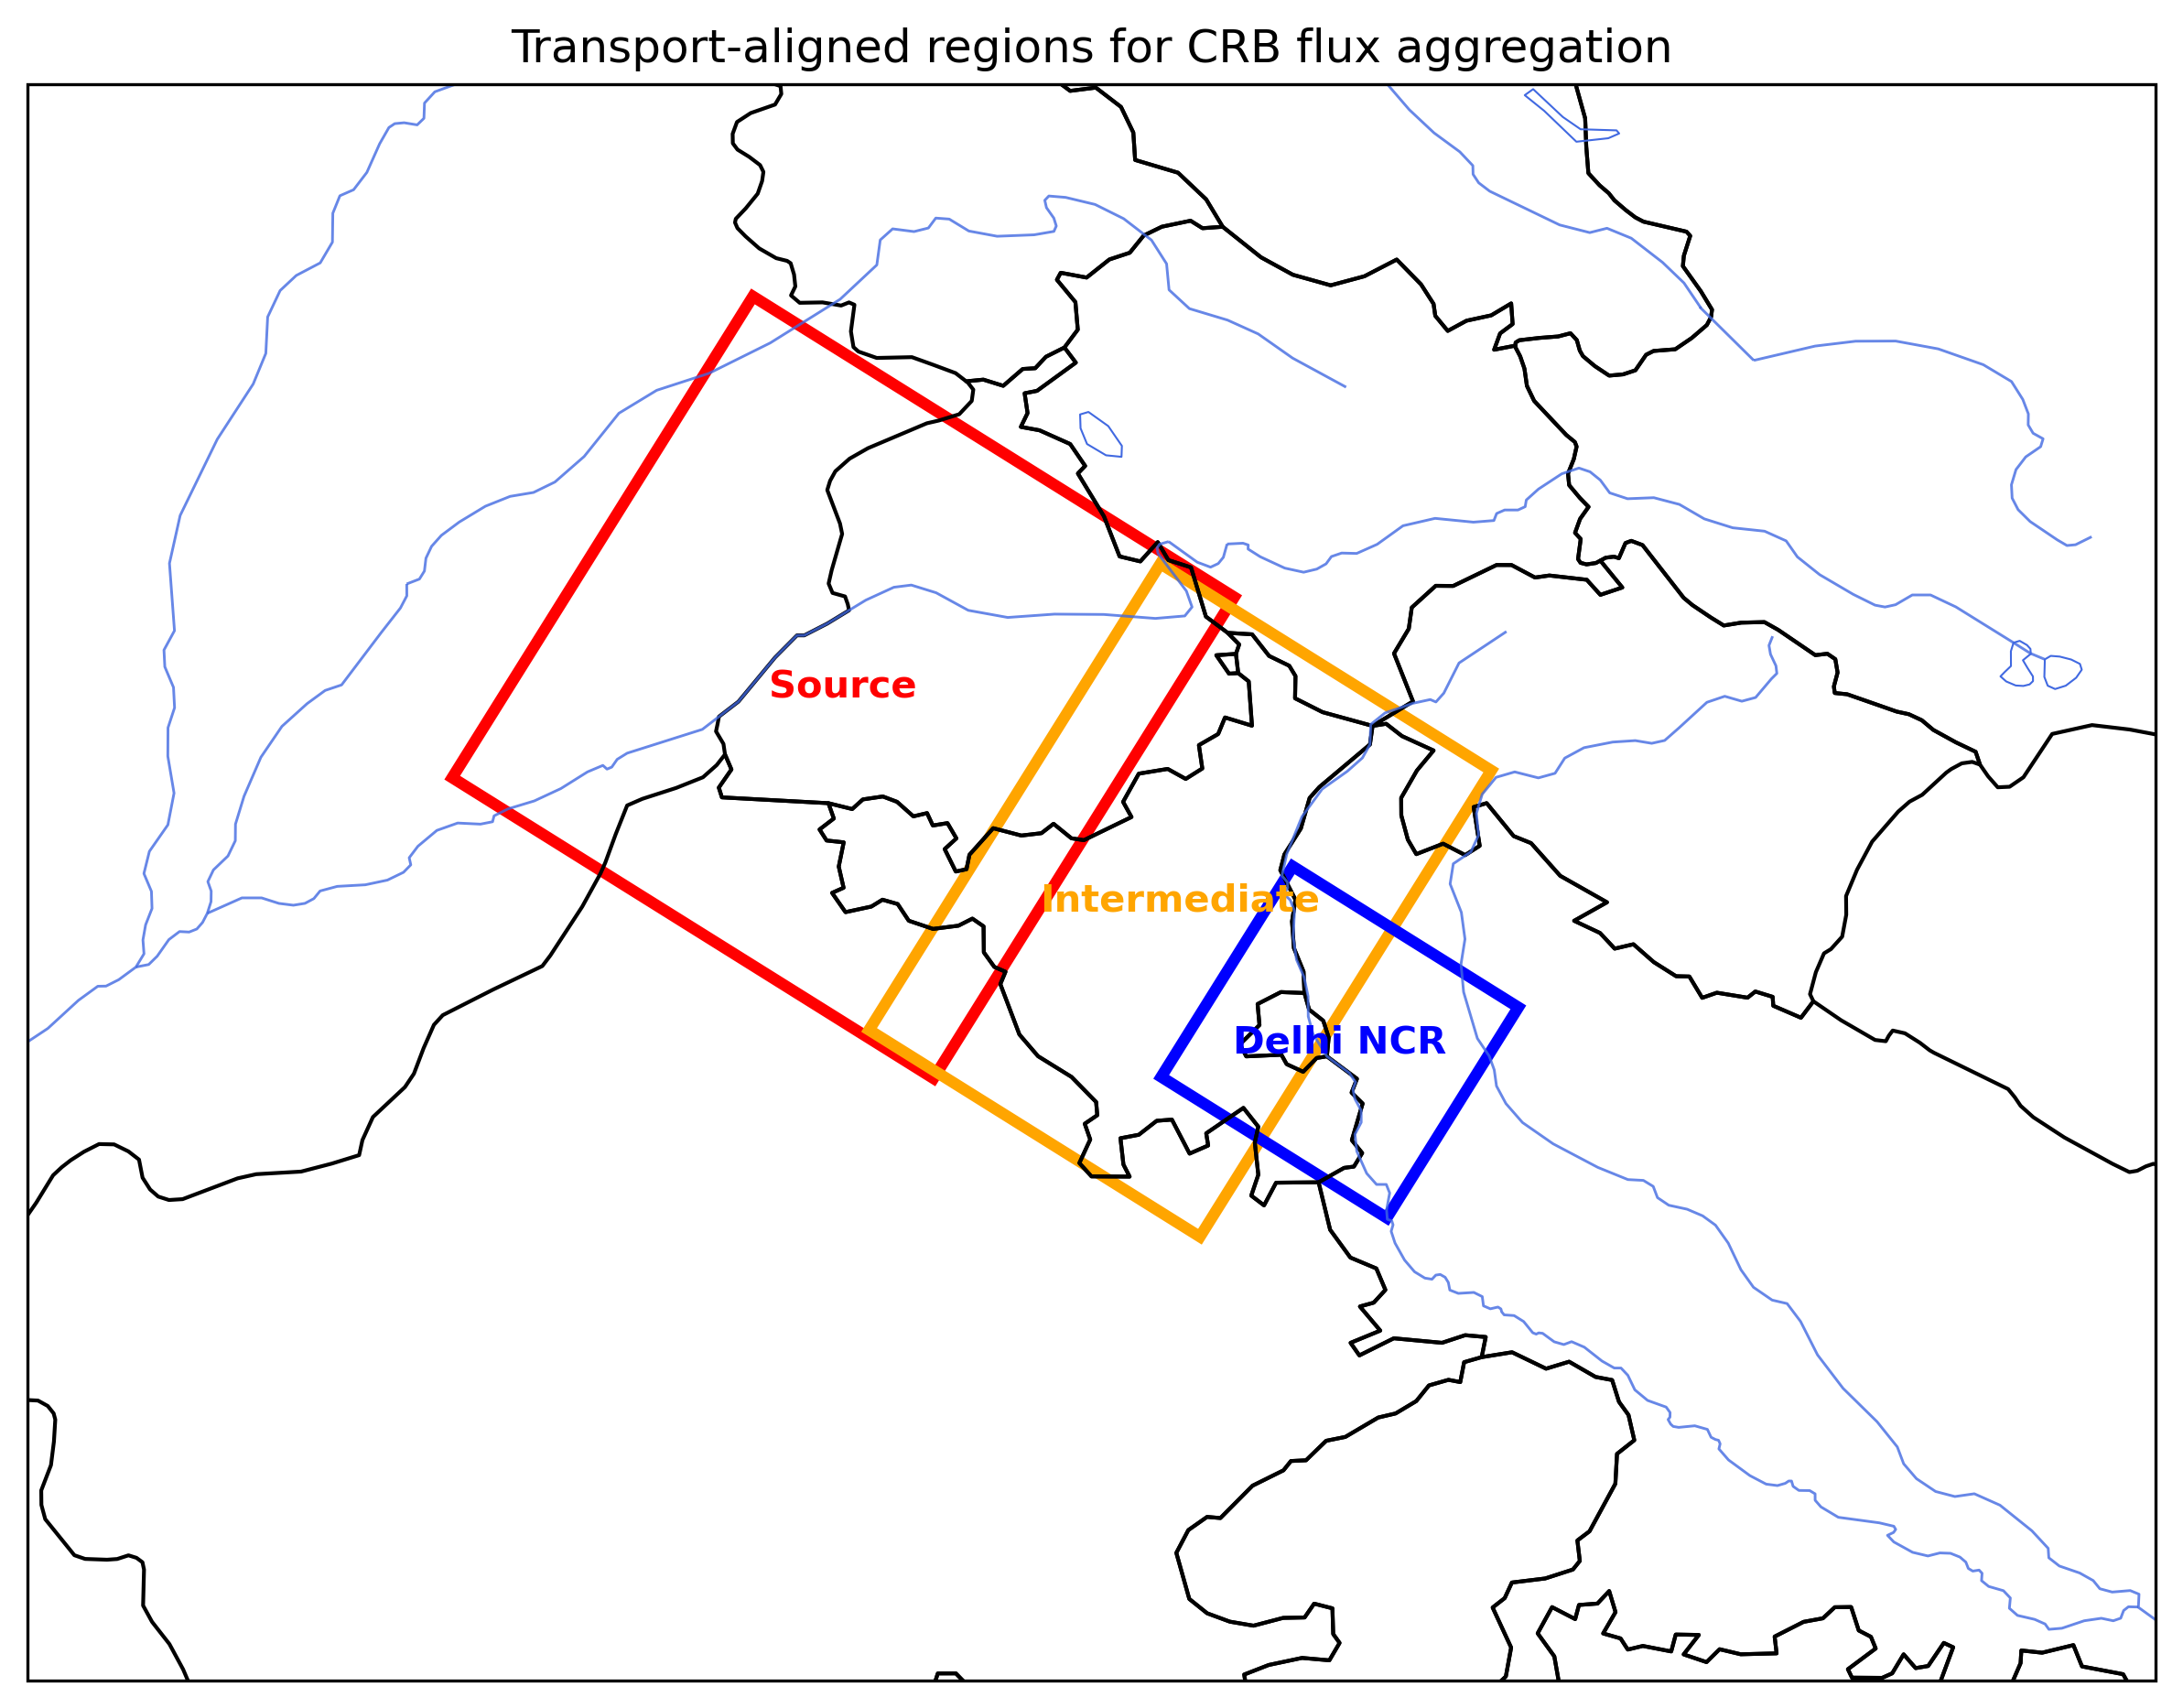 Transport-aligned regions for CRB flux aggregation
Source
Intermediate
Delhi NCR